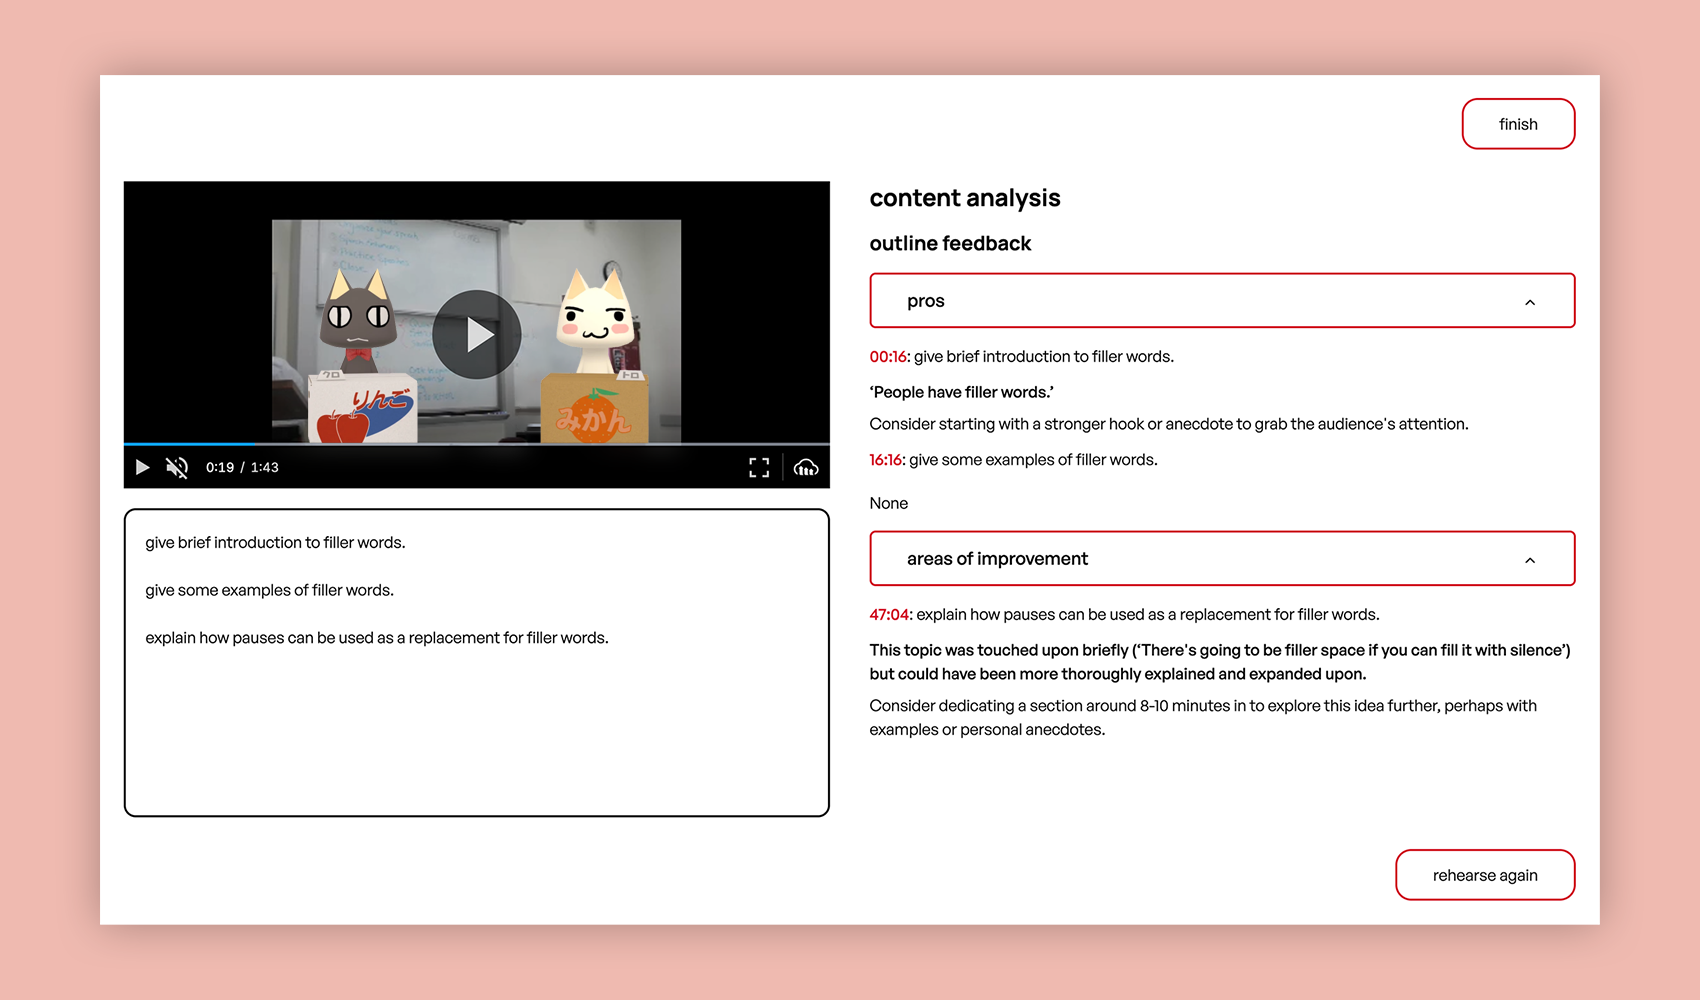 finish
content analysis
outline feedback
pros
00:16: give brief introduction to filler words.
‘People have filler words.’
Consider starting with a stronger hook or anecdote to grab the audience's attention.
16:16: give some examples of filler words.
None
areas of improvement
47:04: explain how pauses can be used as a replacement for filler words.
This topic was touched upon briefly (‘There's going to be filler space if you can fill it with silence’)
but could have been more thoroughly explained and expanded upon.
Consider dedicating a section around 8-10 minutes in to explore this idea further, perhaps with
examples or personal anecdotes.
クロ
トロ
りんご
みかん
0:19 / 1:43
give brief introduction to filler words.
give some examples of filler words.
explain how pauses can be used as a replacement for filler words.
rehearse again